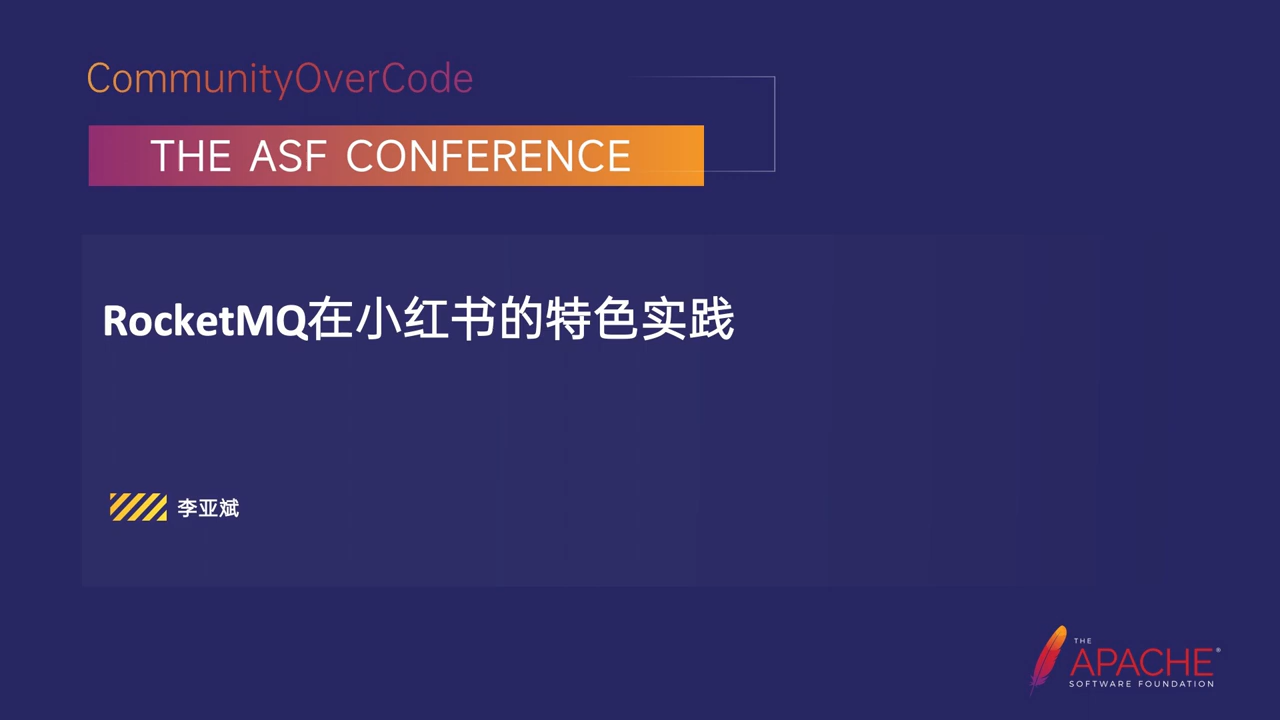 CommunityOverCode
THE ASF CONFERENCE
RocketMQ在小红书的特色实践
李亚斌
THE
APACHE®
SOFTWARE FOUNDATION